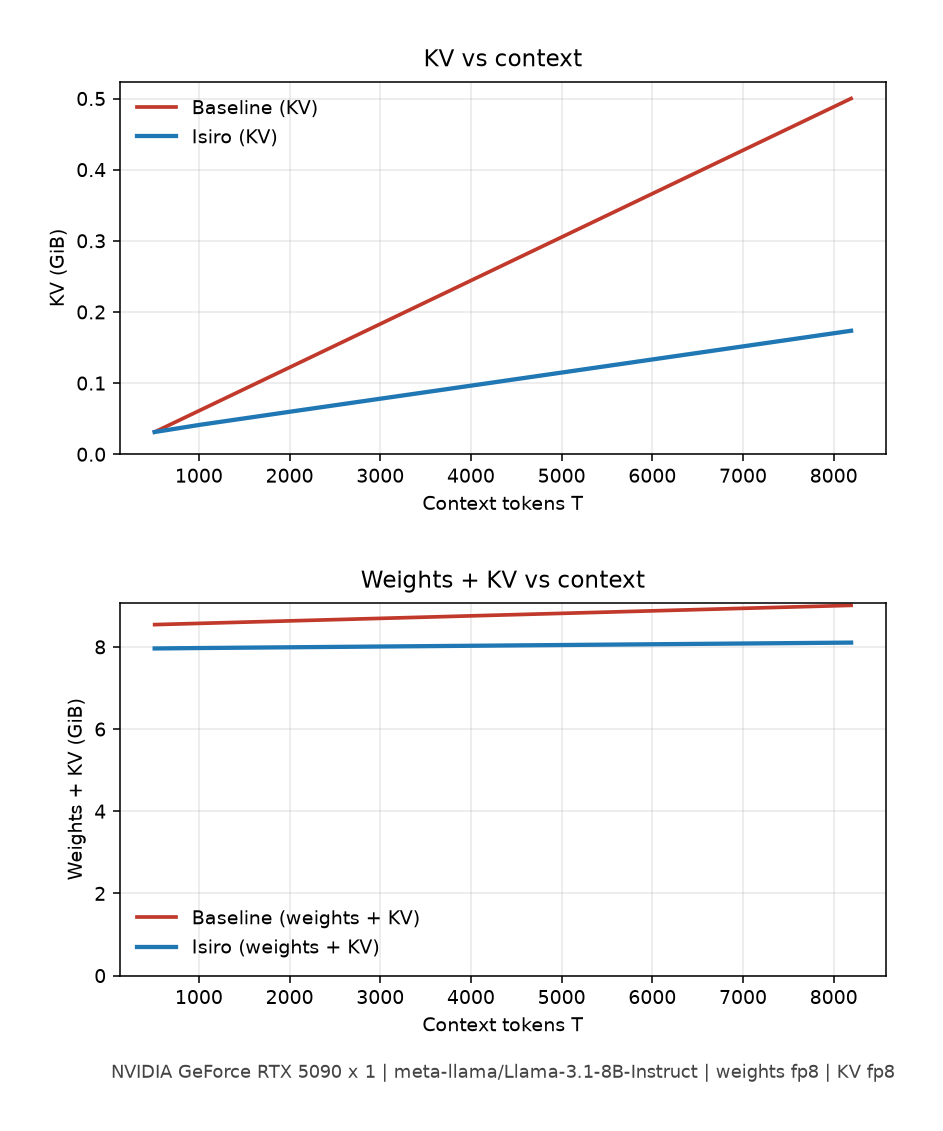 KV vs context
Baseline (KV)
Isiro (KV)
KV (GiB)
0.5
0.4
0.3
0.2
0.1
0.0
1000 2000 3000 4000 5000 6000 7000 8000
Context tokens T
Weights + KV vs context
Weights + KV (GiB)
8
6
4
2
0
Baseline (weights + KV)
Isiro (weights + KV)
1000 2000 3000 4000 5000 6000 7000 8000
Context tokens T
NVIDIA GeForce RTX 5090 x 1 | meta-llama/Llama-3.1-8B-Instruct | weights fp8 | KV fp8